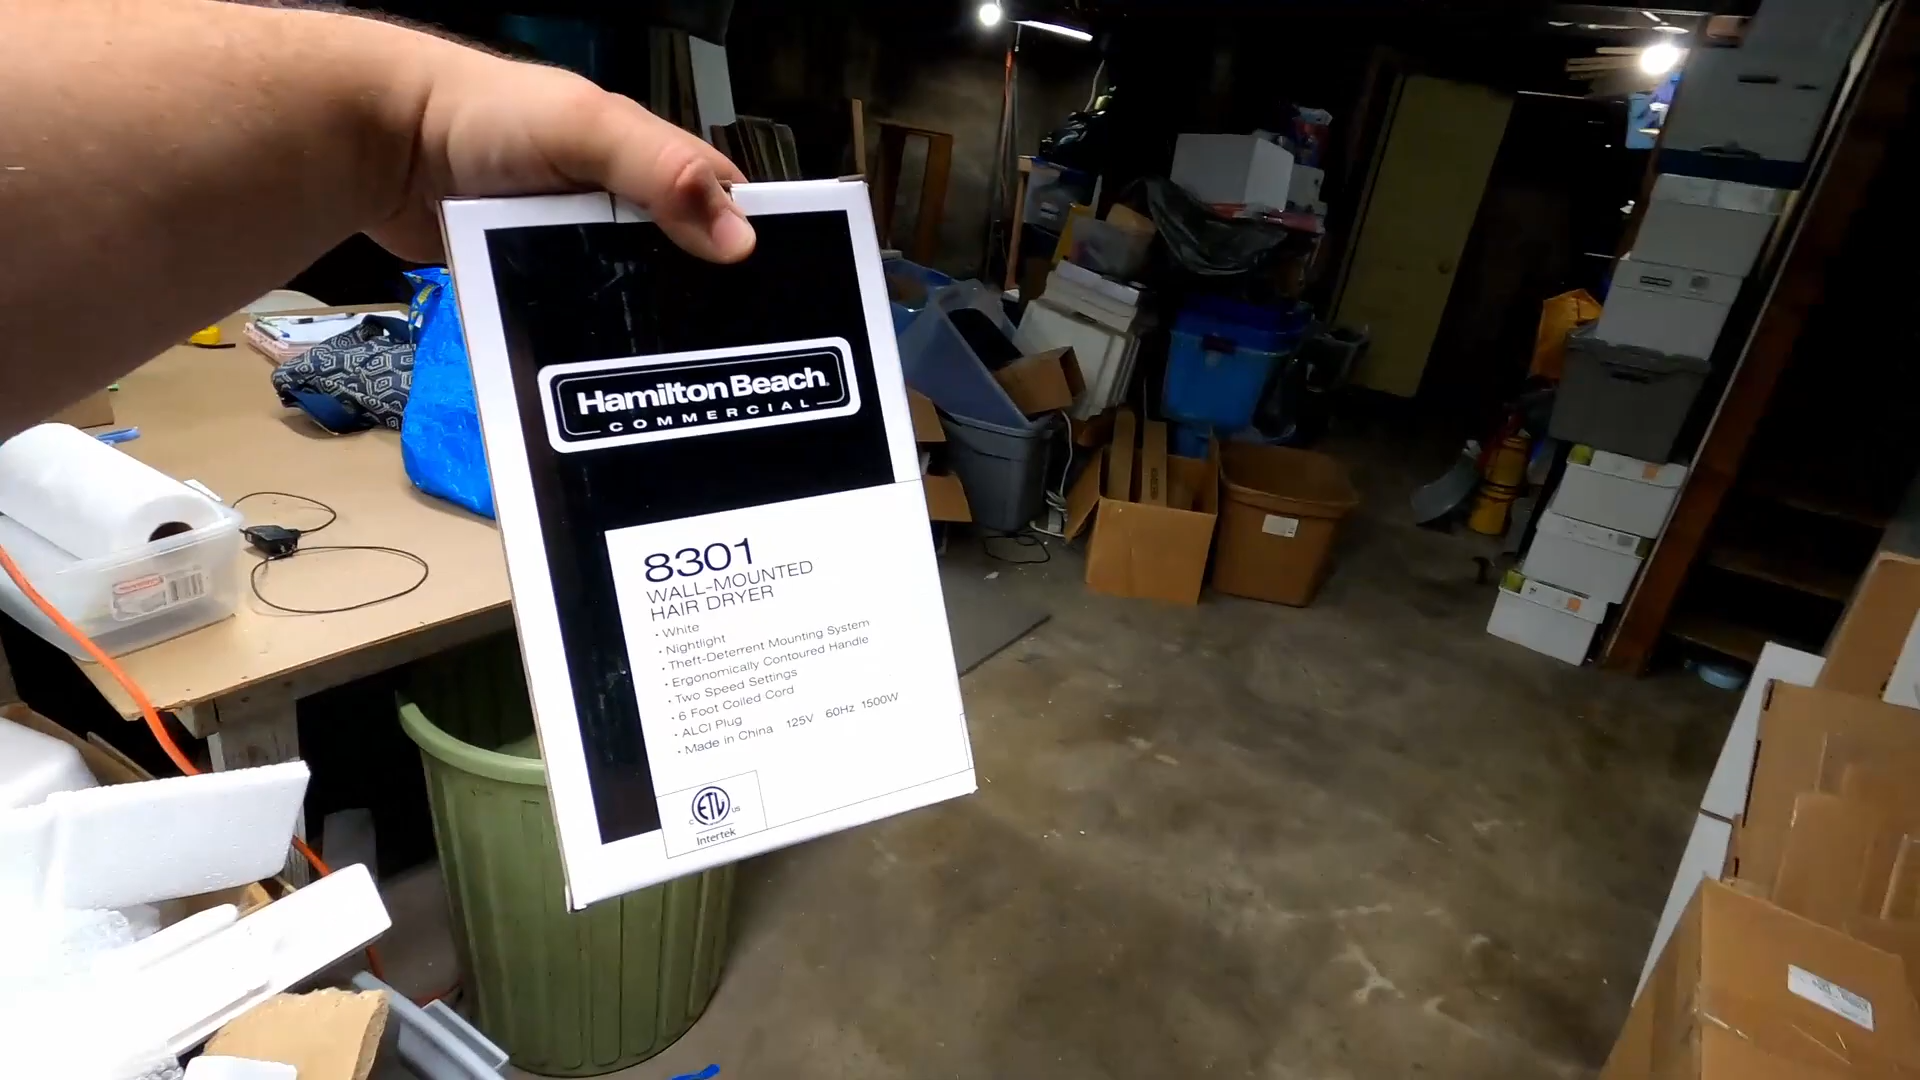 Hamilton Beach
COMMERCIAL
8301
WALL-MOUNTED
HAIR DRYER
• White
• Nightlight
• Theft-Deterrent Mounting System
• Ergonomically Contoured Handle
• Two Speed Settings
• 6 Foot Coiled Cord
• ALCI Plug
• Made in China 125V 60Hz 1500W
C ETL US
Intertek